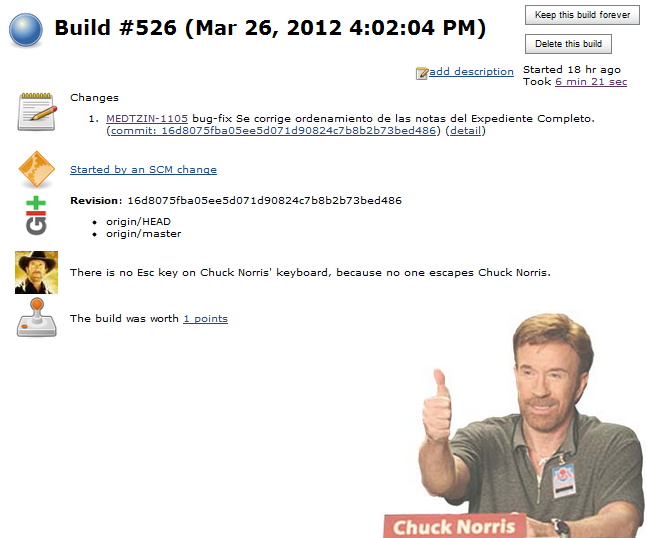 Build #526 (Mar 26, 2012 4:02:04 PM)
Keep this build forever
Delete this build
add description
Started 18 hr ago
Took 6 min 21 sec
Changes
1. MEDTZIN-1105 bug-fix Se corrige ordenamiento de las notas del Expediente Completo.
(commit: 16d8075fba05ee5d071d90824c7b8b2b73bed486) (detail)
Started by an SCM change
GIt
Revision: 16d8075fba05ee5d071d90824c7b8b2b73bed486
origin/HEAD
origin/master
There is no Esc key on Chuck Norris' keyboard, because no one escapes Chuck Norris.
The build was worth 1 points
Chuck Norris